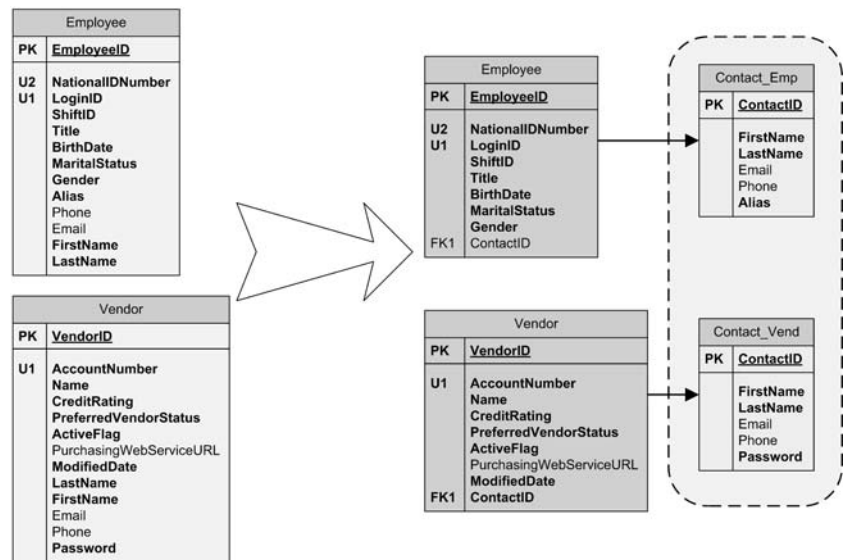 Employee
PK EmployeeID
U2 NationalIDNumber
U1 LoginID
ShiftID
Title
BirthDate
MaritalStatus
Gender
Alias
Phone
Email
FirstName
LastName
Vendor
PK VendorID
U1 AccountNumber
Name
CreditRating
PreferredVendorStatus
ActiveFlag
PurchasingWebServiceURL
ModifiedDate
LastName
FirstName
Email
Phone
Password
Employee
PK EmployeeID
U2 NationalIDNumber
U1 LoginID
ShiftID
Title
BirthDate
MaritalStatus
Gender
FK1 ContactID
Vendor
PK VendorID
U1 AccountNumber
Name
CreditRating
PreferredVendorStatus
ActiveFlag
PurchasingWebServiceURL
ModifiedDate
FK1 ContactID
Contact_Emp
PK ContactID
FirstName
LastName
Email
Phone
Alias
Contact_Vend
PK ContactID
FirstName
LastName
Email
Phone
Password